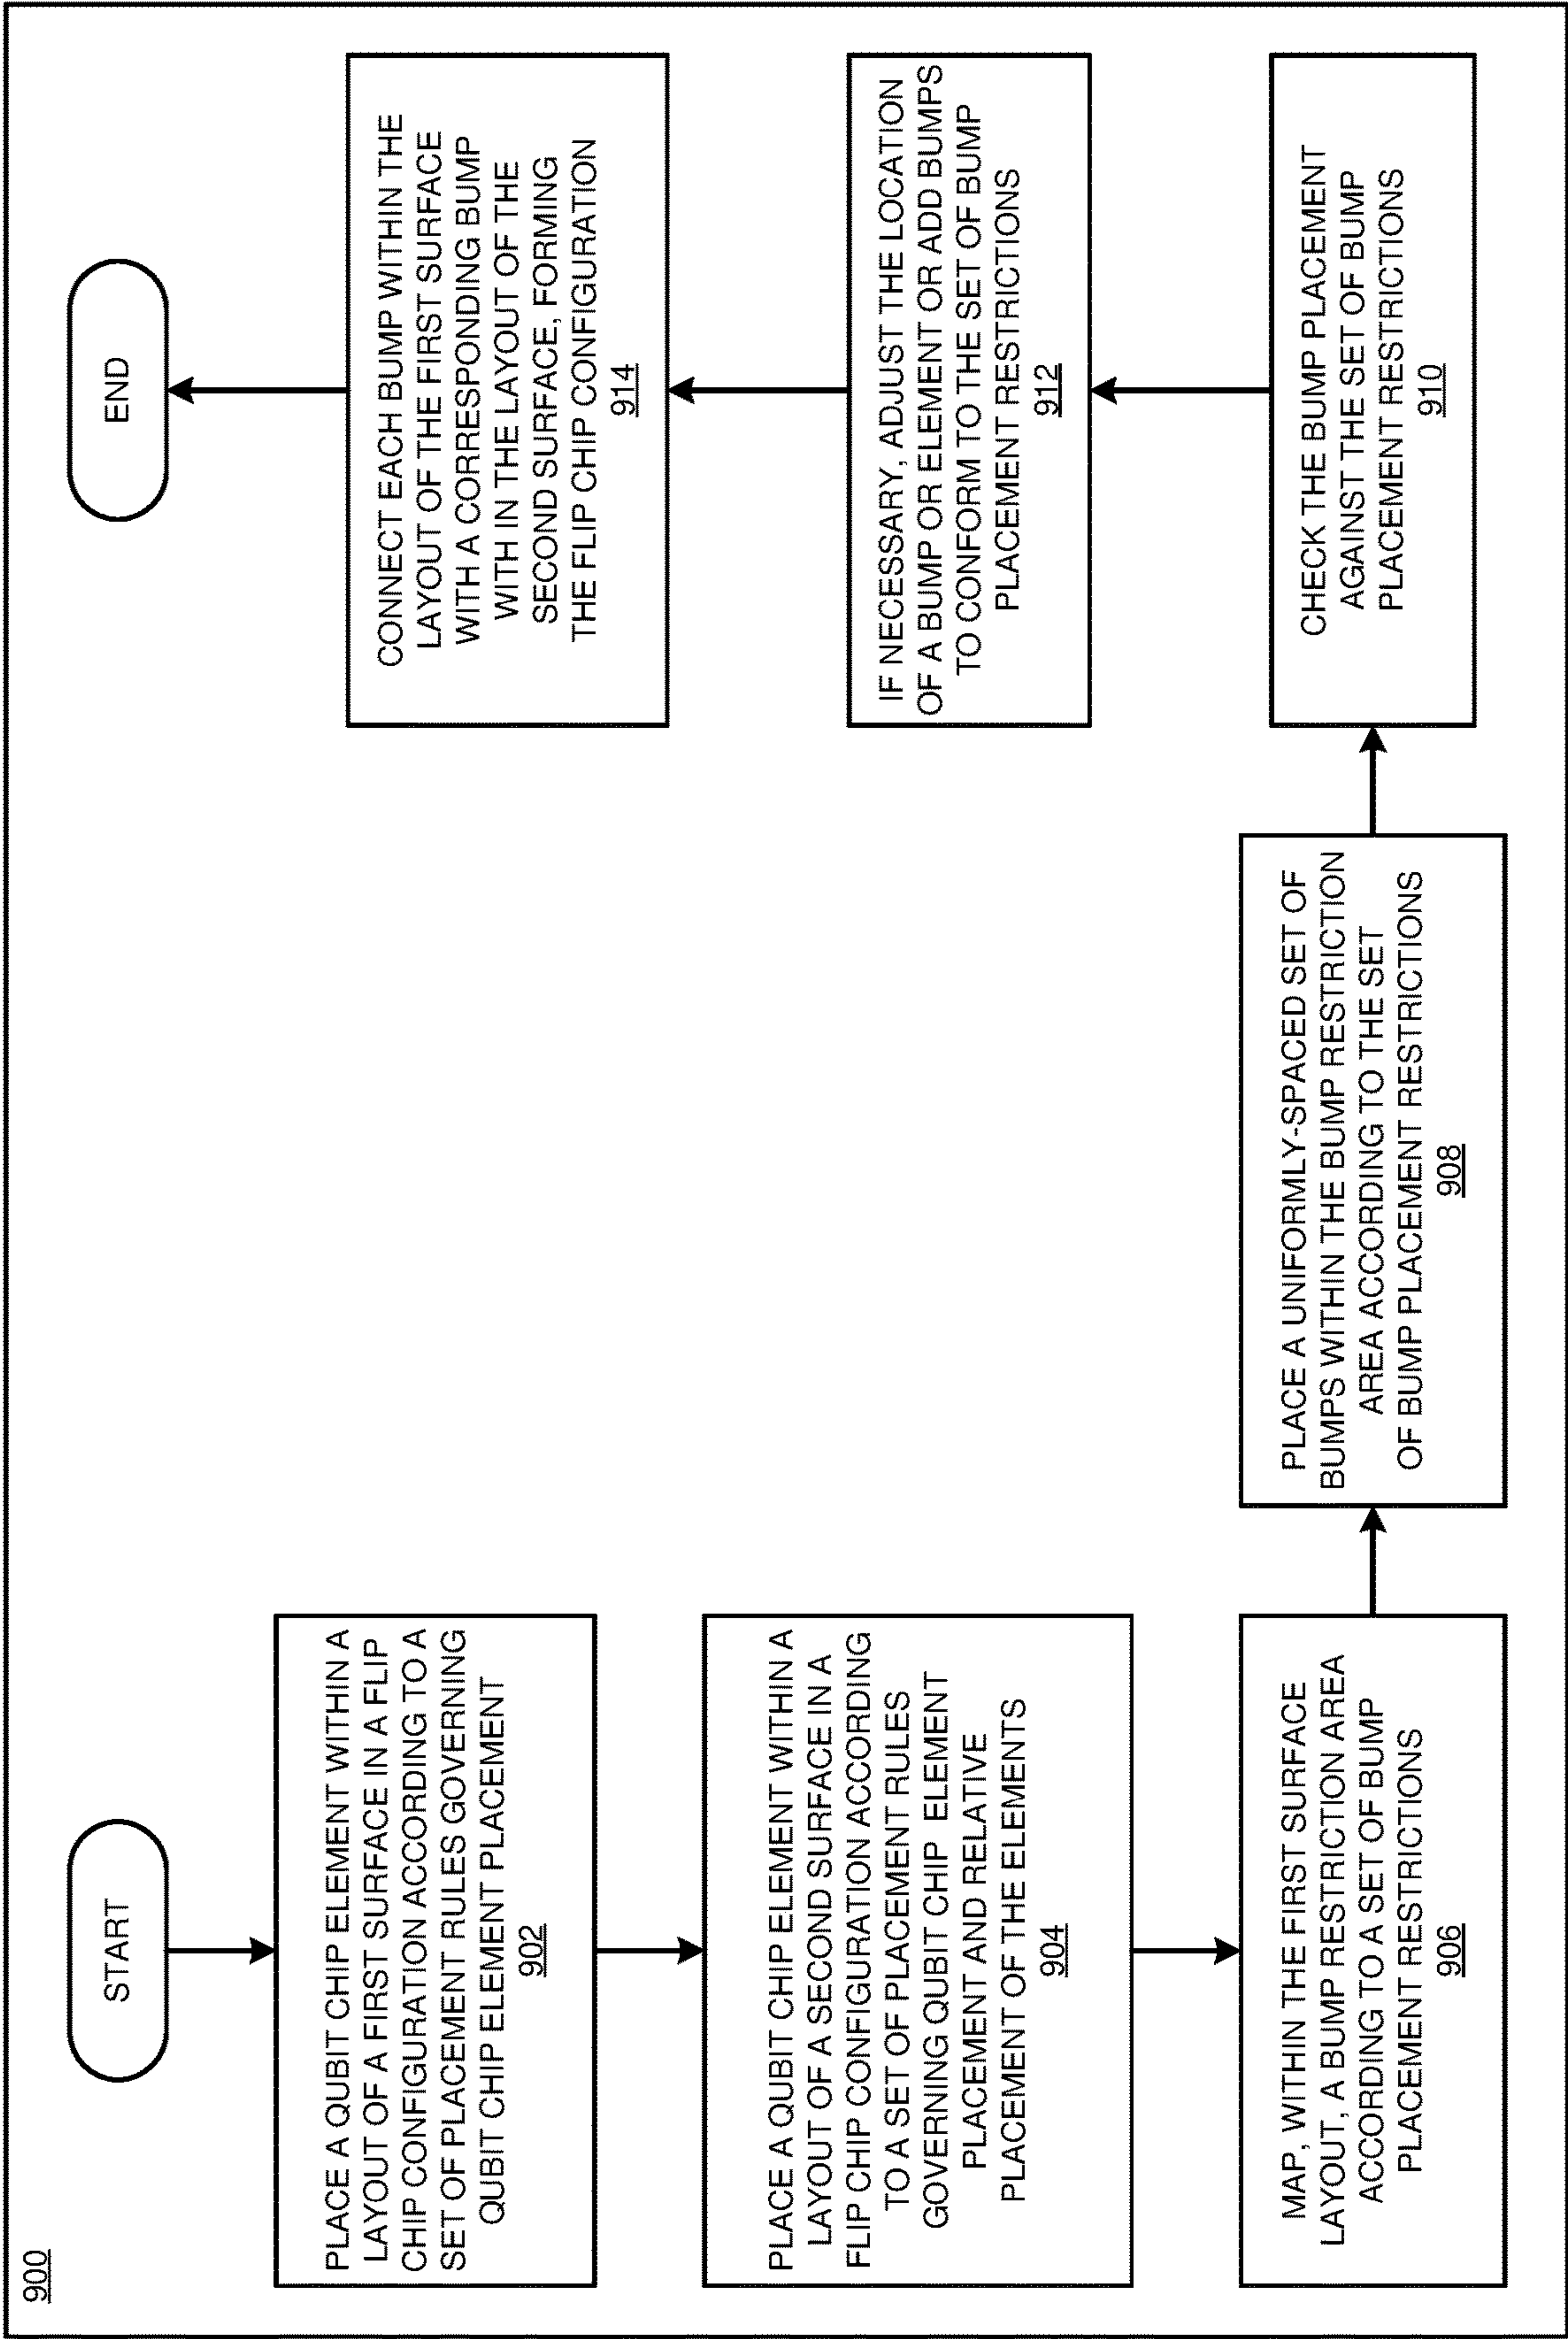 900
START
PLACE A QUBIT CHIP ELEMENT WITHIN A
LAYOUT OF A FIRST SURFACE IN A FLIP
CHIP CONFIGURATION ACCORDING TO A
SET OF PLACEMENT RULES GOVERNING
QUBIT CHIP ELEMENT PLACEMENT
902
PLACE A QUBIT CHIP ELEMENT WITHIN A
LAYOUT OF A SECOND SURFACE IN A
FLIP CHIP CONFIGURATION ACCORDING
TO A SET OF PLACEMENT RULES
GOVERNING QUBIT CHIP ELEMENT
PLACEMENT AND RELATIVE
PLACEMENT OF THE ELEMENTS
904
MAP, WITHIN THE FIRST SURFACE
LAYOUT, A BUMP RESTRICTION AREA
ACCORDING TO A SET OF BUMP
PLACEMENT RESTRICTIONS
906
PLACE A UNIFORMLY-SPACED SET OF
BUMPS WITHIN THE BUMP RESTRICTION
AREA ACCORDING TO THE SET
OF BUMP PLACEMENT RESTRICTIONS
908
CHECK THE BUMP PLACEMENT
AGAINST THE SET OF BUMP
PLACEMENT RESTRICTIONS
910
IF NECESSARY, ADJUST THE LOCATION
OF A BUMP OR ELEMENT OR ADD BUMPS
TO CONFORM TO THE SET OF BUMP
PLACEMENT RESTRICTIONS
912
CONNECT EACH BUMP WITHIN THE
LAYOUT OF THE FIRST SURFACE
WITH A CORRESPONDING BUMP
WITH IN THE LAYOUT OF THE
SECOND SURFACE, FORMING
THE FLIP CHIP CONFIGURATION
914
END